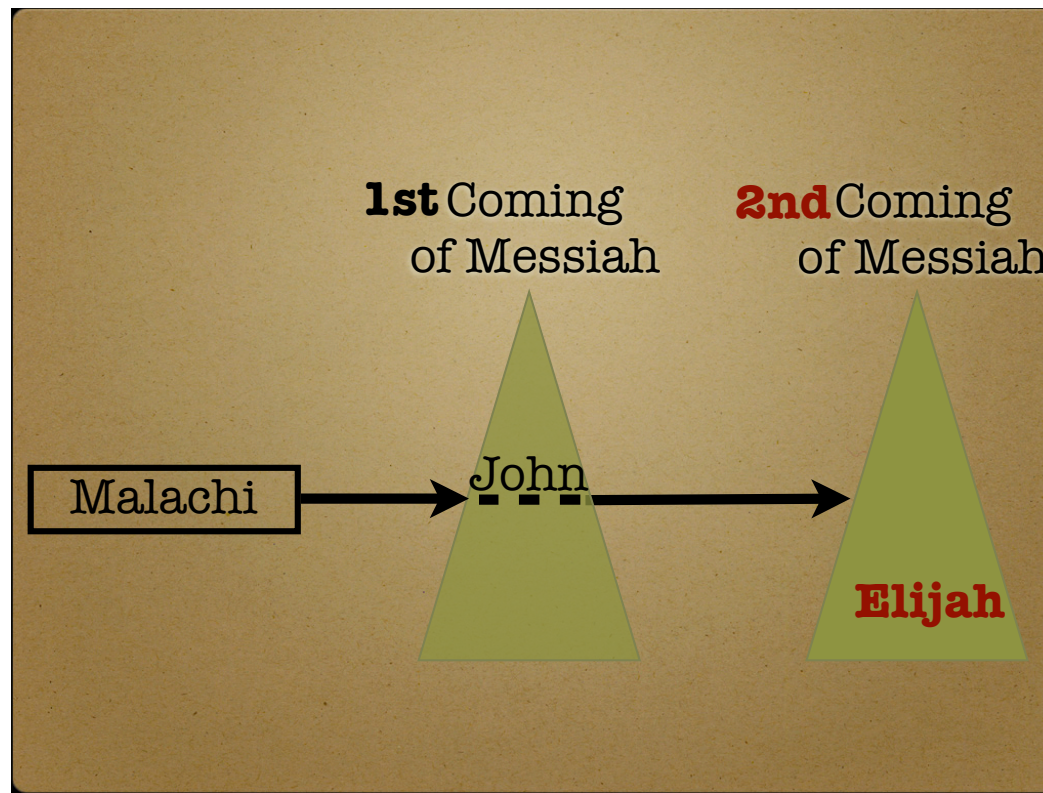 1st Coming
of Messiah
2nd Coming
of Messiah
Malachi
John
Elijah